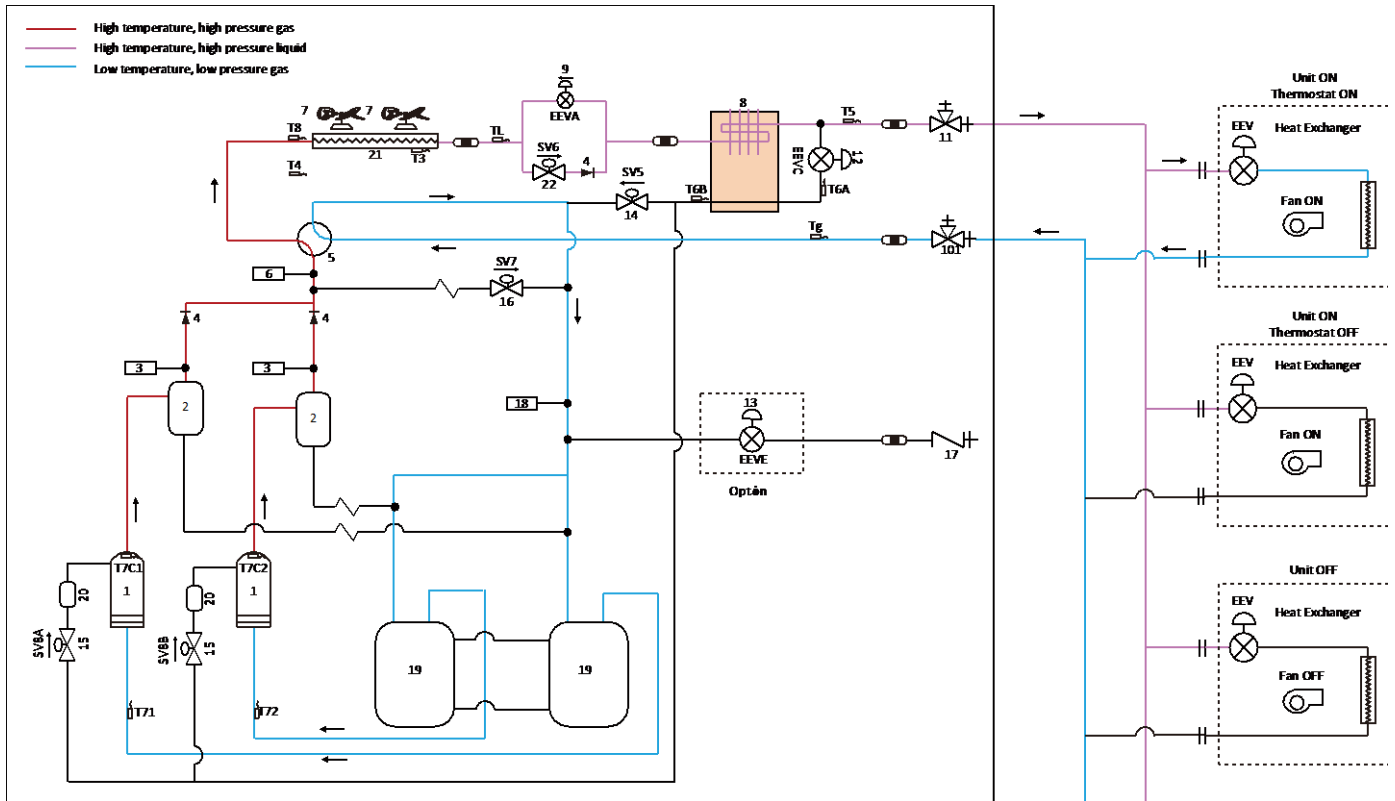 High temperature, high pressure gas
High temperature, high pressure liquid
Low temperature, low pressure gas
9
EEVA
7
7
T8
21
T3
T4
TL
SV6
22
4
8
T5
11
EEVC
12
T6A
T6B
SV5
14
Tg
101
5
6
SV7
16
4
4
3
3
2
2
18
13
EEVE
Optón
17
T7C1
1
T7C2
1
20
20
SV8A
15
SV8B
15
19
19
T71
T72
Unit ON
Thermostat ON
EEV
Heat Exchanger
Fan ON
Unit ON
Thermostat OFF
EEV
Heat Exchanger
Fan ON
Unit OFF
EEV
Heat Exchanger
Fan OFF